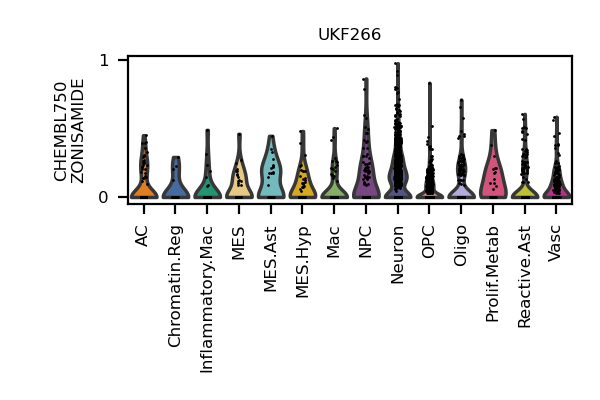 UKF266
CHEMBL750
ZONISAMIDE
1
0
AC
Chromatin.Reg
Inflammatory.Mac
MES
MES.Ast
MES.Hyp
Mac
NPC
Neuron
OPC
Oligo
Prolif.Metab
Reactive.Ast
Vasc